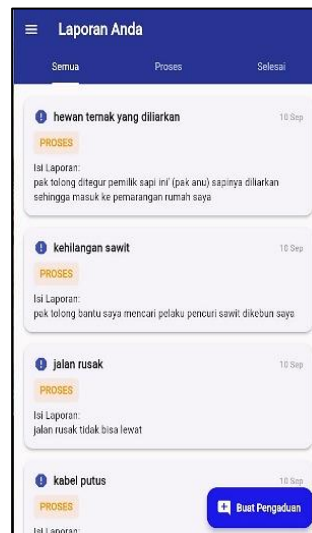 Laporan Anda
Semua Proses Selesai
hewan ternak yang diliarkan 10 Sep
PROSES
Isi Laporan:
pak tolong ditegur pemilik sapi ini' (pak anu) sapinya diliarkan
sehingga masuk ke pemarangan rumah saya
kehilangan sawit 10 Sep
PROSES
Isi Laporan:
pak tolong bantu saya mencari pelaku pencuri sawit dikebun saya
jalan rusak 10 Sep
PROSES
Isi Laporan:
jalan rusak tidak bisa lewat
kabel putus 10 Sep
PROSES
Buat Pengaduan
Isi Laporan: